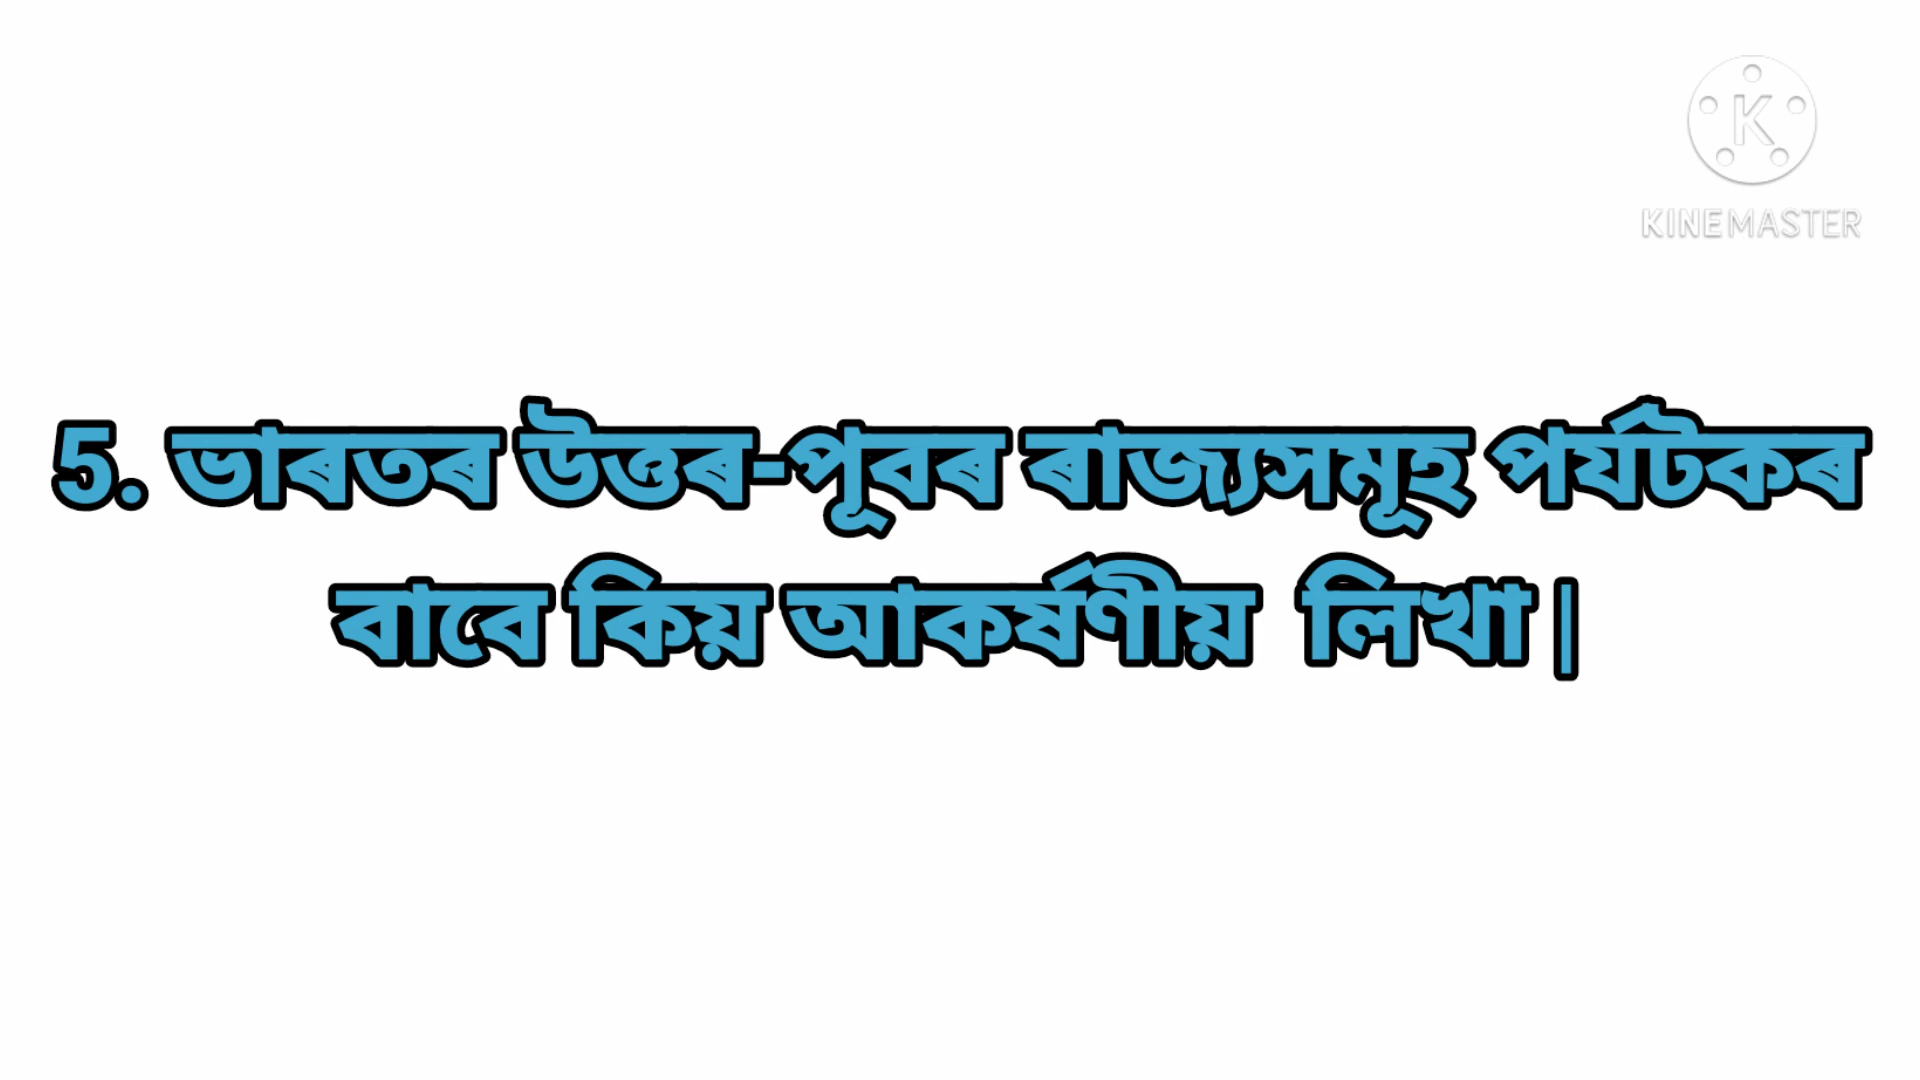 KINEMASTER
5. ভাৰতৰ উত্তৰ-পূবৰ ৰাজ্যসমূহ পৰ্যটকৰ
বাবে কিয় আকৰ্ষণীয় লিখা |